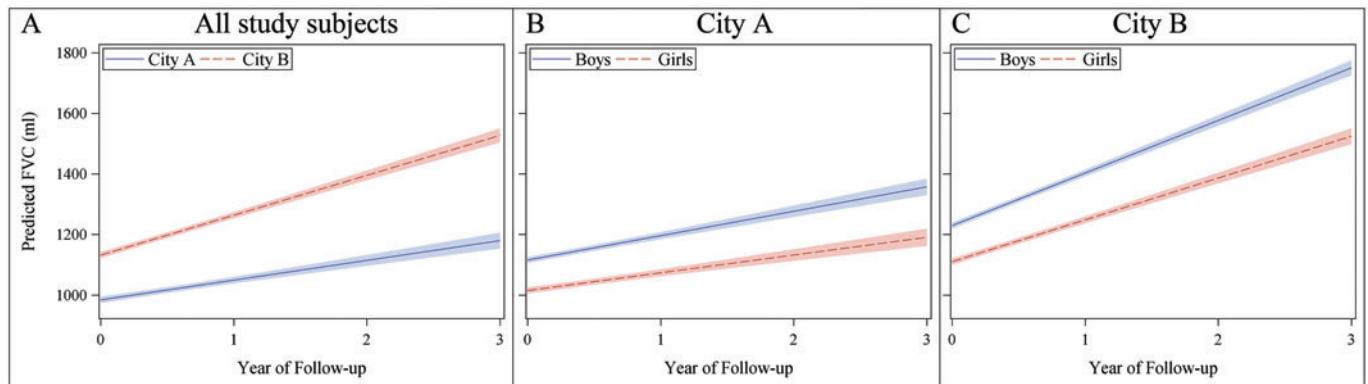 A All study subjects
City A City B
1800
1600
1400
1200
1000
Predicted FVC (ml)
0 1 2 3
Year of Follow-up
B City A
Boys Girls
0 1 2 3
Year of Follow-up
C City B
Boys Girls
0 1 2 3
Year of Follow-up